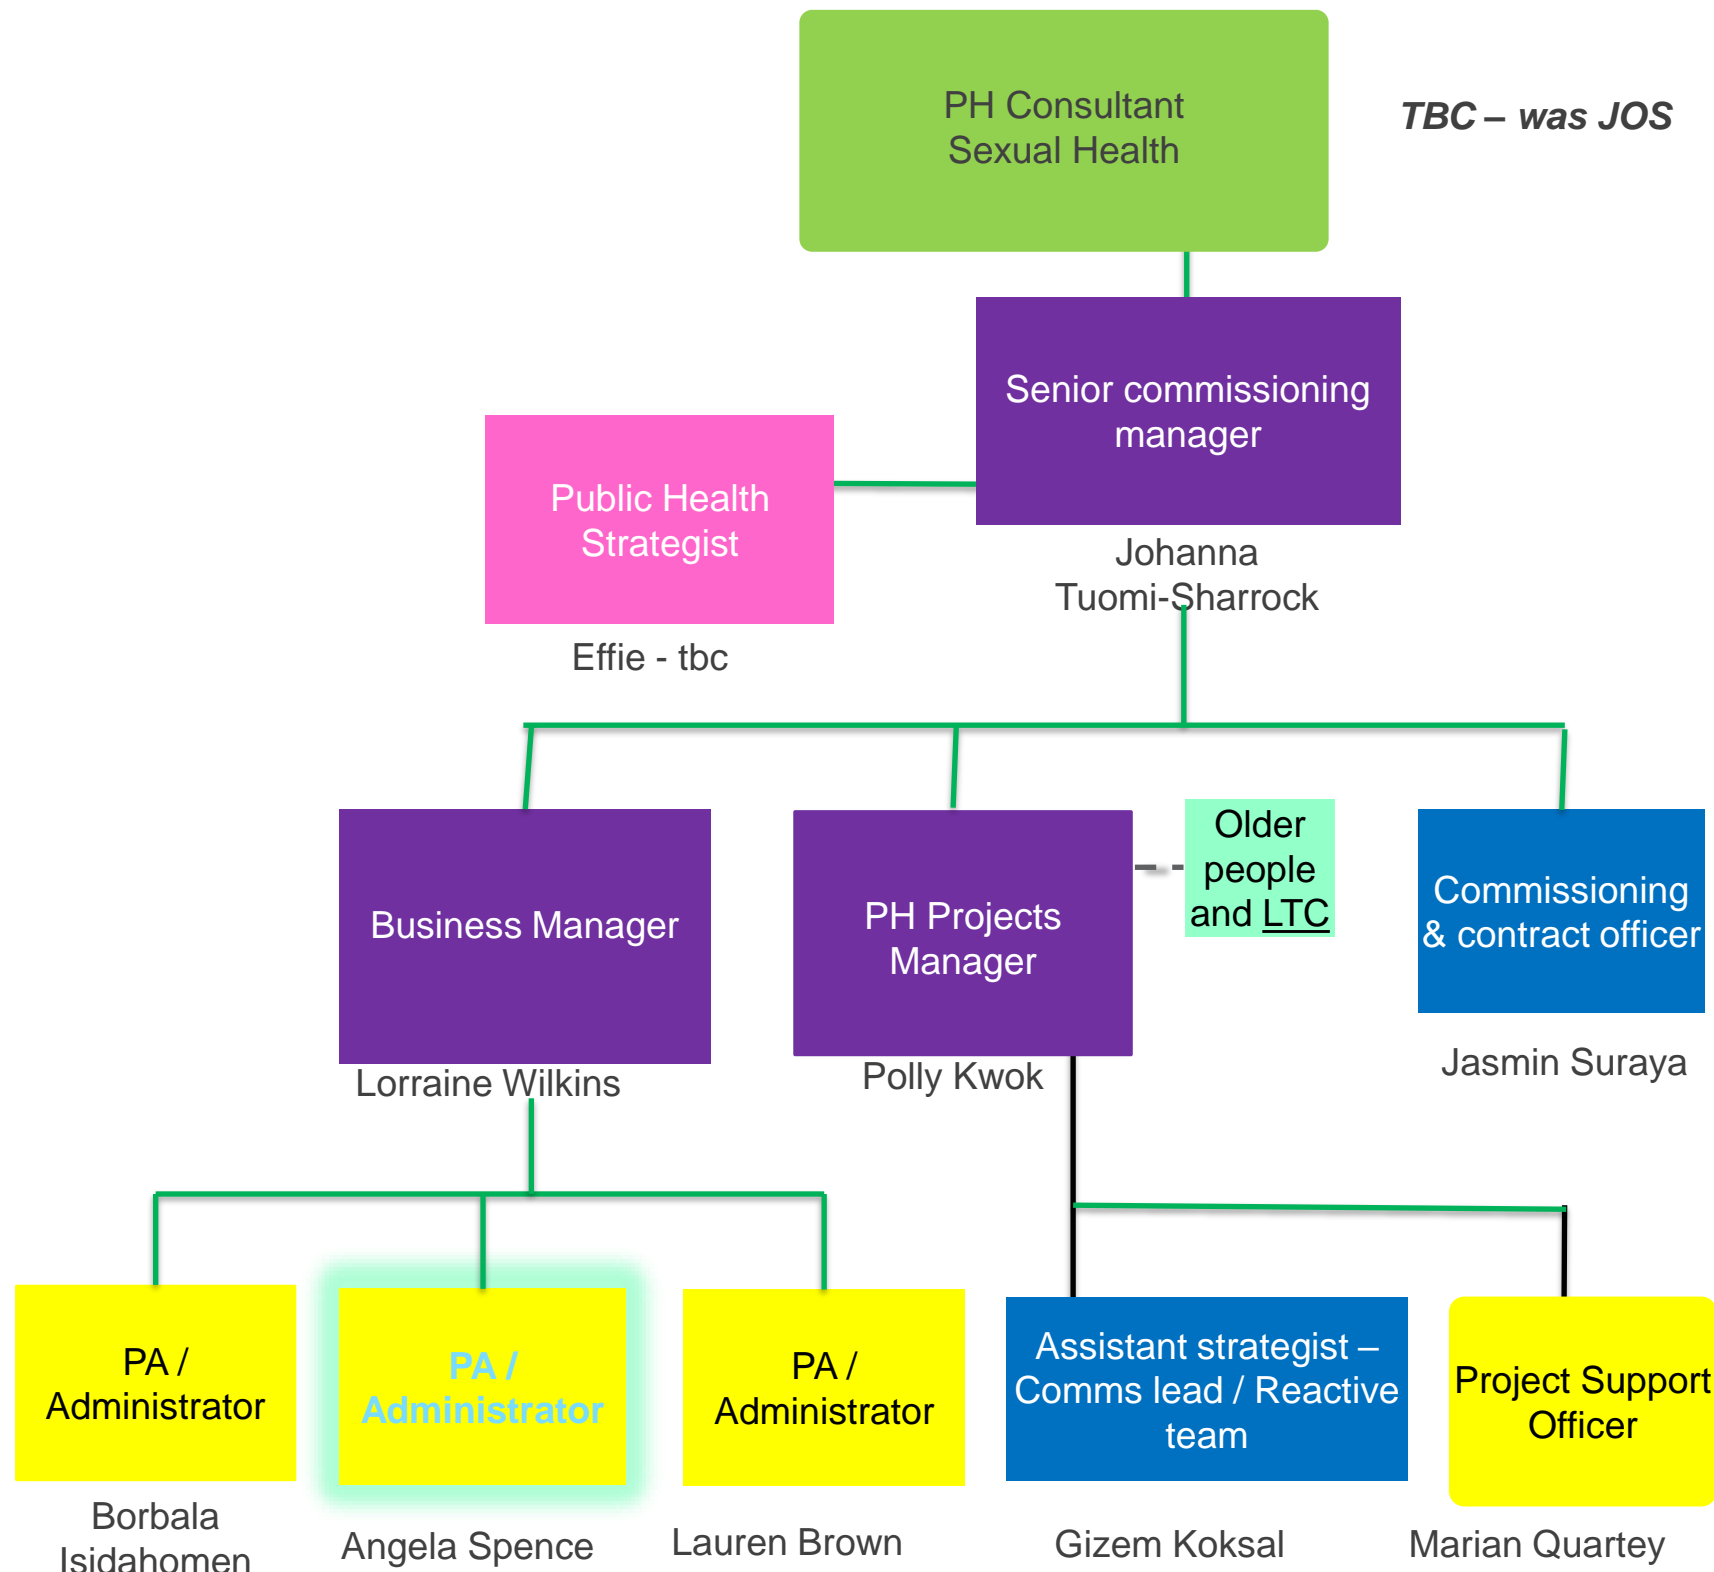 PH Consultant
Sexual Health
TBC – was JOS
Senior commissioning
manager
Johanna
Tuomi-Sharrock
Public Health
Strategist
Effie - tbc
Business Manager
Lorraine Wilkins
PH Projects
Manager
Polly Kwok
Older
people
and LTC
Commissioning
& contract officer
Jasmin Suraya
PA /
Administrator
Borbala
Isidahomen
PA /
Administrator
Angela Spence
PA /
Administrator
Lauren Brown
Assistant strategist –
Comms lead / Reactive
team
Gizem Koksal
Project Support
Officer
Marian Quartey